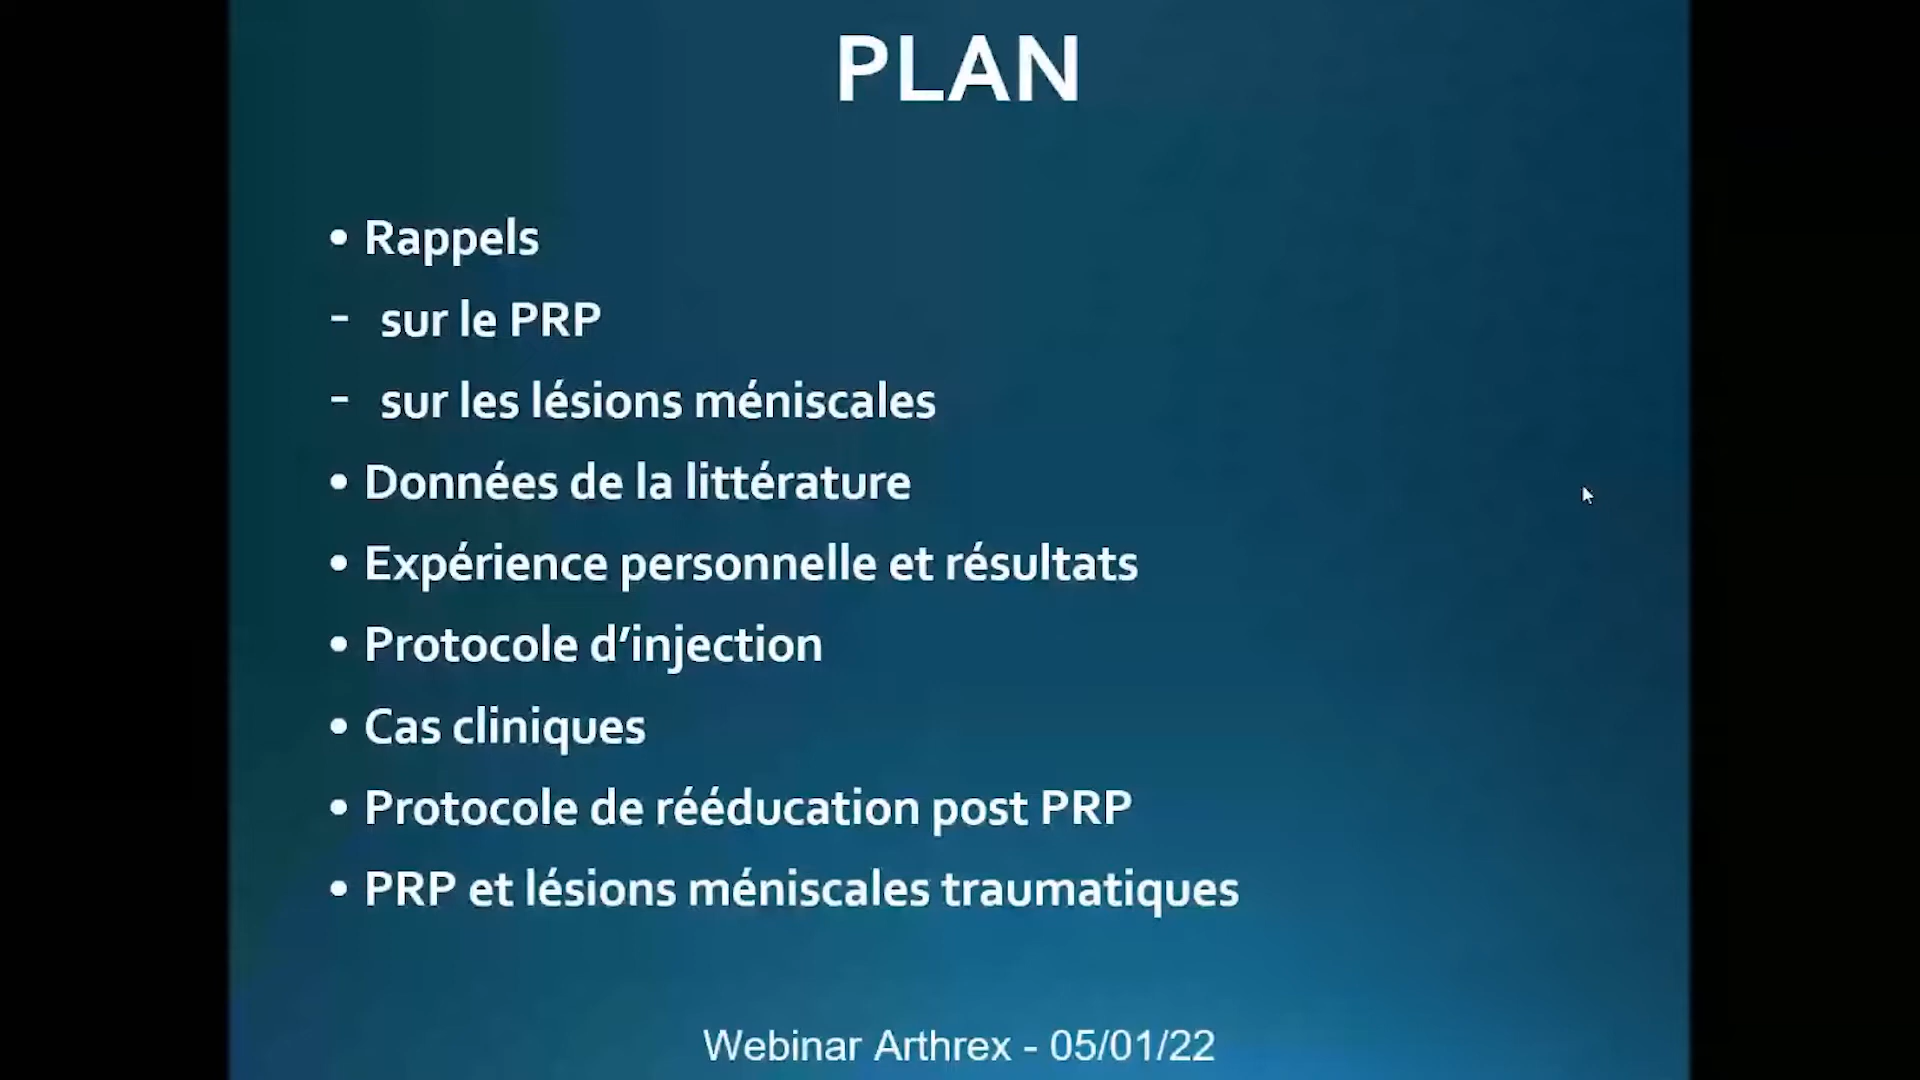 PLAN
• Rappels
- sur le PRP
- sur les lésions méniscales
• Données de la littérature
• Expérience personnelle et résultats
• Protocole d’injection
• Cas cliniques
• Protocole de rééducation post PRP
• PRP et lésions méniscales traumatiques
Webinar Arthrex - 05/01/22